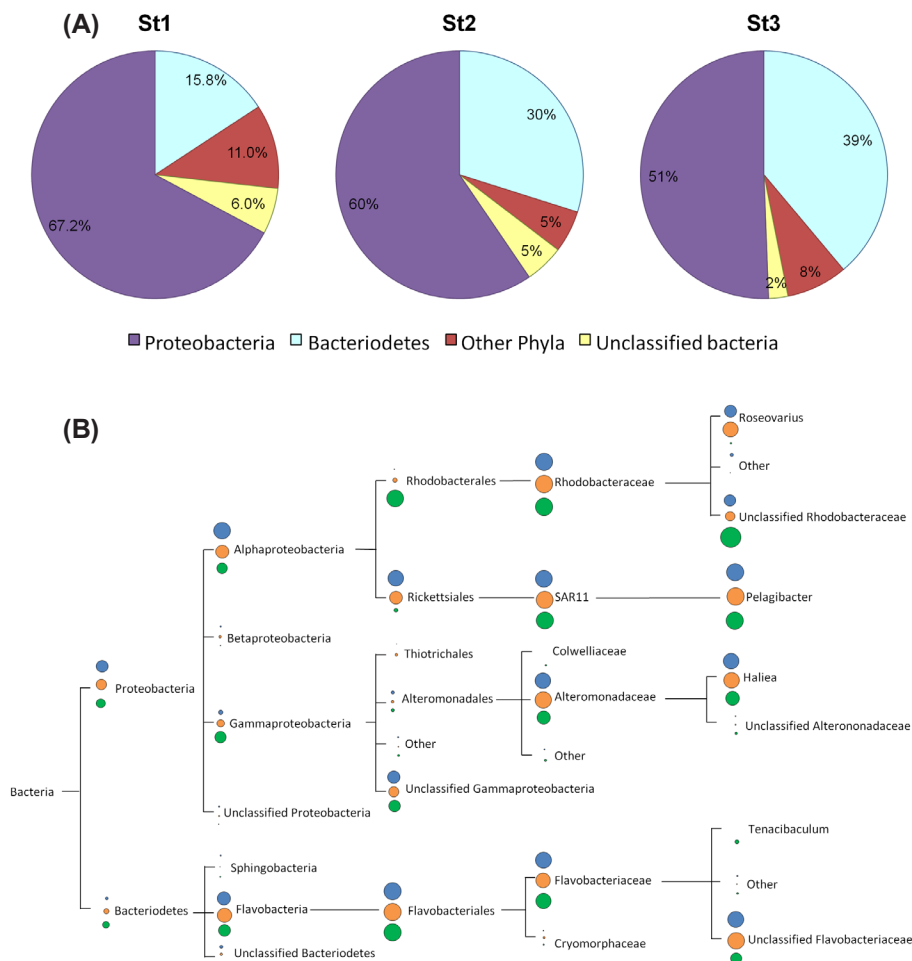 (A)
St1 St2 St3
15.8%
11.0%
6.0%
67.2%
30%
5%
5%
60%
39%
8%
2%
51%
Proteobacteria Bacteriodetes Other Phyla Unclassified bacteria
(B)
Roseovarius
Rhodobacterales Rhodobacteraceae Other
Unclassified Rhodobacteraceae
Alphaproteobacteria
Rickettsiales SAR11 Pelagibacter
Betaproteobacteria
Thiotrichales Colwelliaceae
Proteobacteria
Haliea
Alteromonadales Alteromonadaceae
Gammaproteobacteria
Unclassified Alterononadaceae
Other Other
Bacteria
Unclassified Gammaproteobacteria
Unclassified Proteobacteria
Tenacibaculum
Sphingobacteria
Flavobacteriaceae Other
Bacteriodetes Flavobacteria Flavobacteriales
Cryomorphaceae Unclassified Flavobacteriaceae
Unclassified Bacteriodetes